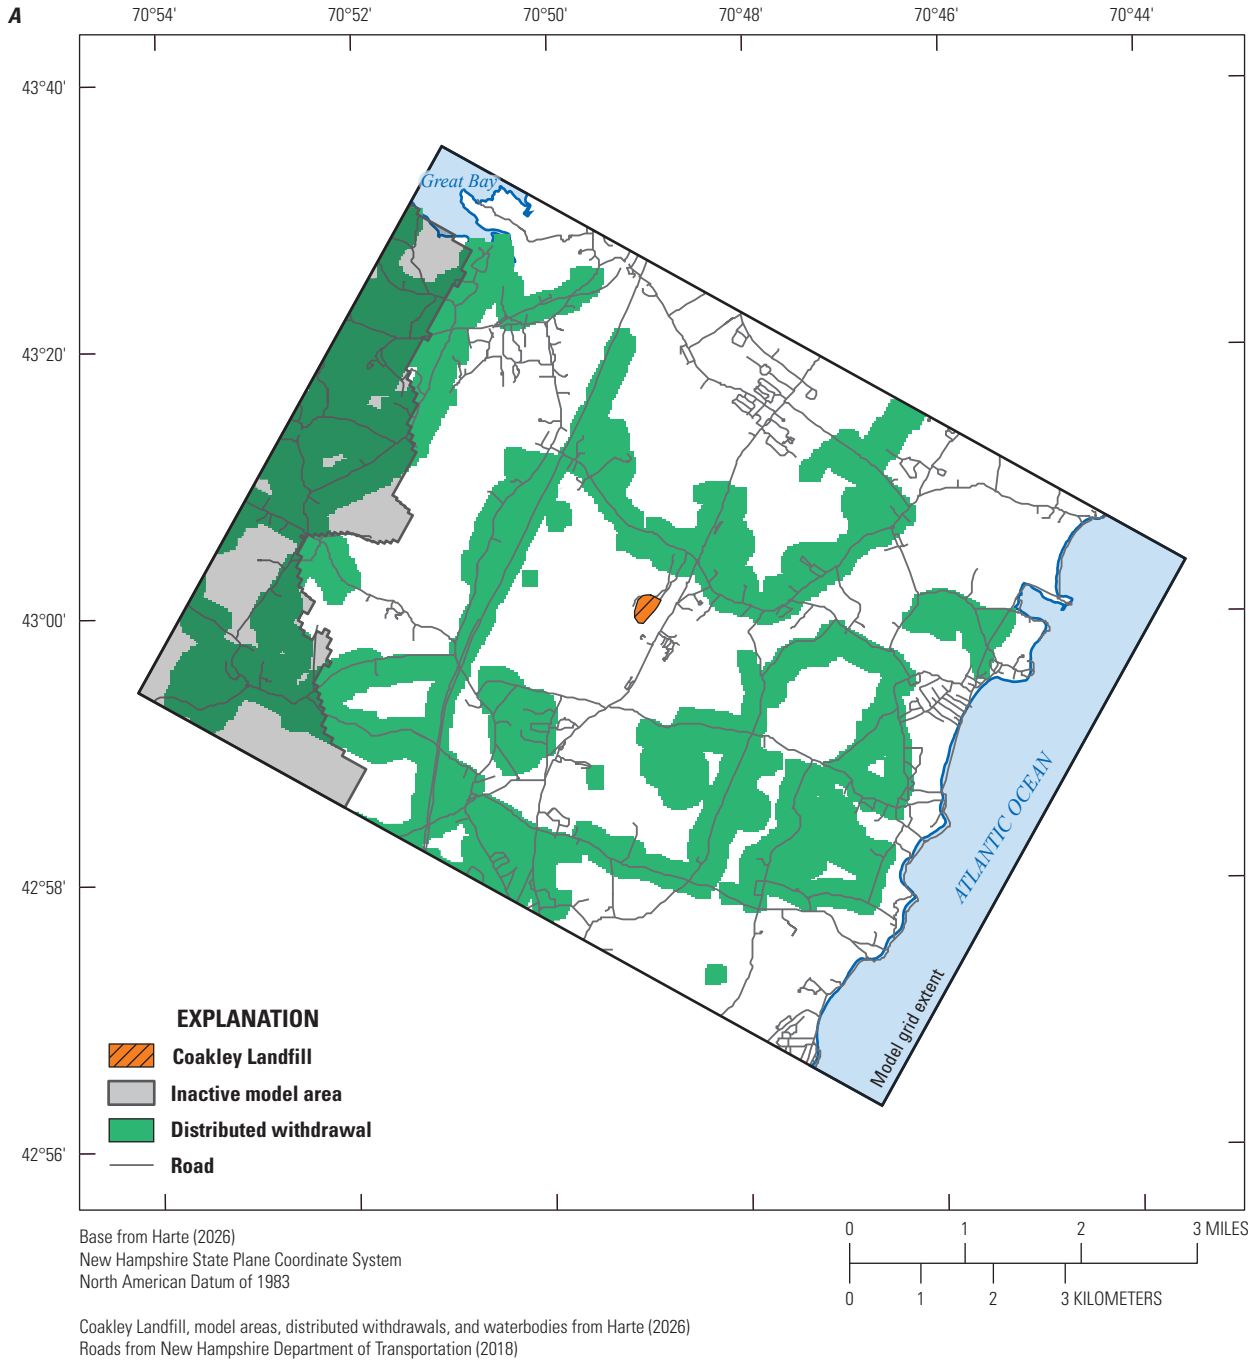 A
70°54'
70°52'
70°50'
70°48'
70°46'
70°44'
43°40'
43°20'
43°00'
42°58'
42°56'
Great Bay
ATLANTIC OCEAN
Model grid extent
EXPLANATION
Coakley Landfill
Inactive model area
Distributed withdrawal
Road
Base from Harte (2026)
New Hampshire State Plane Coordinate System
North American Datum of 1983
0 1 2 3 MILES
0 1 2 3 KILOMETERS
Coakley Landfill, model areas, distributed withdrawals, and waterbodies from Harte (2026)
Roads from New Hampshire Department of Transportation (2018)